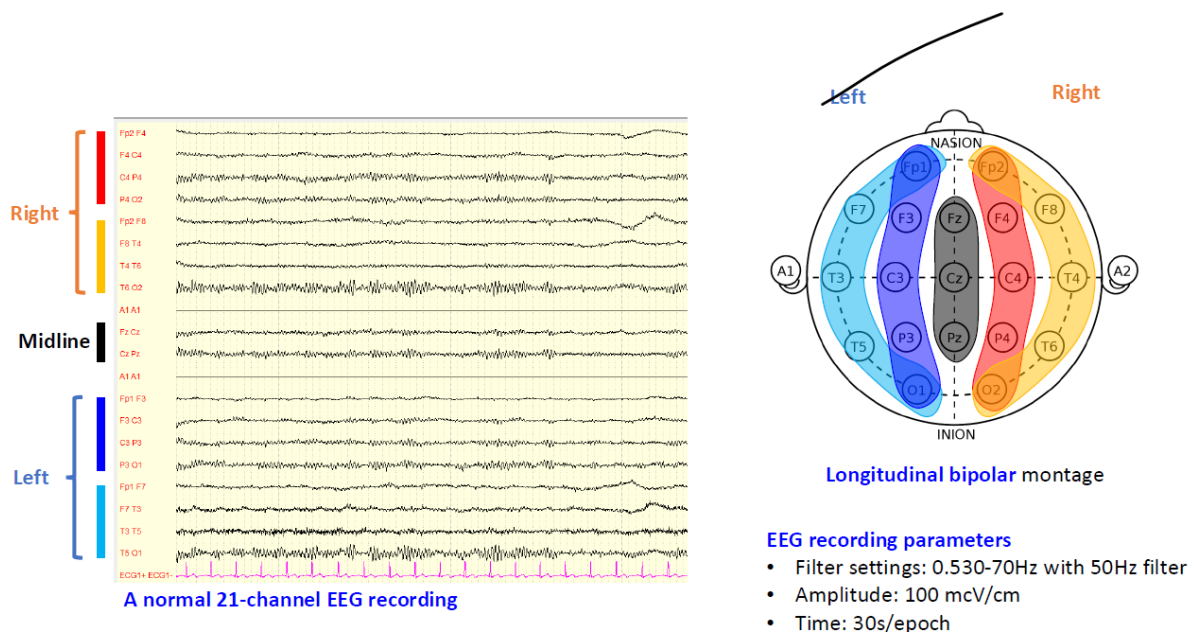 Right
Midline
Left
Fp2 F4
F4 C4
C4 P4
P4 O2
Fp2 F8
F8 T4
T4 T6
T6 O2
A1 A1
Fz Cz
Cz Pz
A1 A1
Fp1 F3
F3 C3
C3 P3
P3 O1
Fp1 F7
F7 T3
T3 T5
T5 O1
ECG1+ ECG1-
A normal 21-channel EEG recording
Left
Right
NASION
Fp1
Fp2
F7
F3
Fz
F4
F8
A1
T3
C3
Cz
C4
T4
A2
T5
P3
Pz
P4
T6
O1
O2
INION
Longitudinal bipolar montage
EEG recording parameters
• Filter settings: 0.530-70Hz with 50Hz filter
• Amplitude: 100 mcV/cm
• Time: 30s/epoch